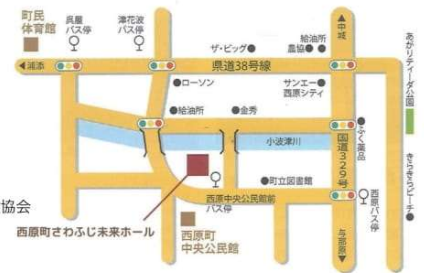 町民
体育館
呉屋
バス停
津花波
バス停
▲中城
給油所
ザ・ビッグ●
農協●●
◀浦添
県道38号線
●ローソン
サンエー●
西原シティ
あがりティーダ公園
●給油所
●金秀
小波津川
国道329号
●ふく薬品
きらきらビーチ●
●町立図書館
西原中央公民館前
バス停
西原
バス停
協会
西原町さわふじ未来ホール
西原町
中央公民館
与那原▼